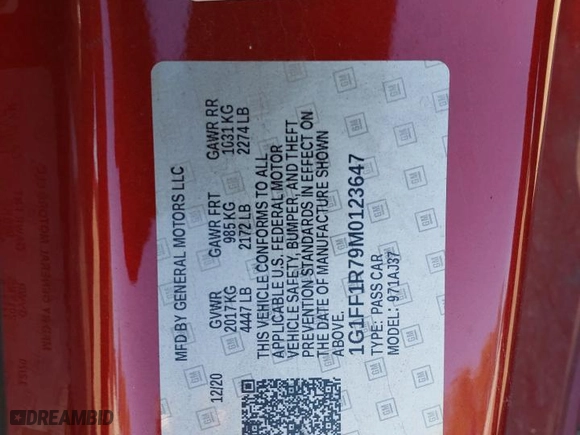 MFD BY GENERAL MOTORS LLC
12/20 GVWR GAWR FRT GAWR RR
2017 KG 985 KG 1031 KG
4447 LB 2172 LB 2274 LB
THIS VEHICLE CONFORMS TO ALL
APPLICABLE U.S. FEDERAL MOTOR
VEHICLE SAFETY, BUMPER, AND THEFT
PREVENTION STANDARDS IN EFFECT ON
THE DATE OF MANUFACTURE SHOWN
ABOVE.
1G1FF1R79M0123647
TYPE: PASS CAR
MODEL: 971AJ37
GM
DREAMBID